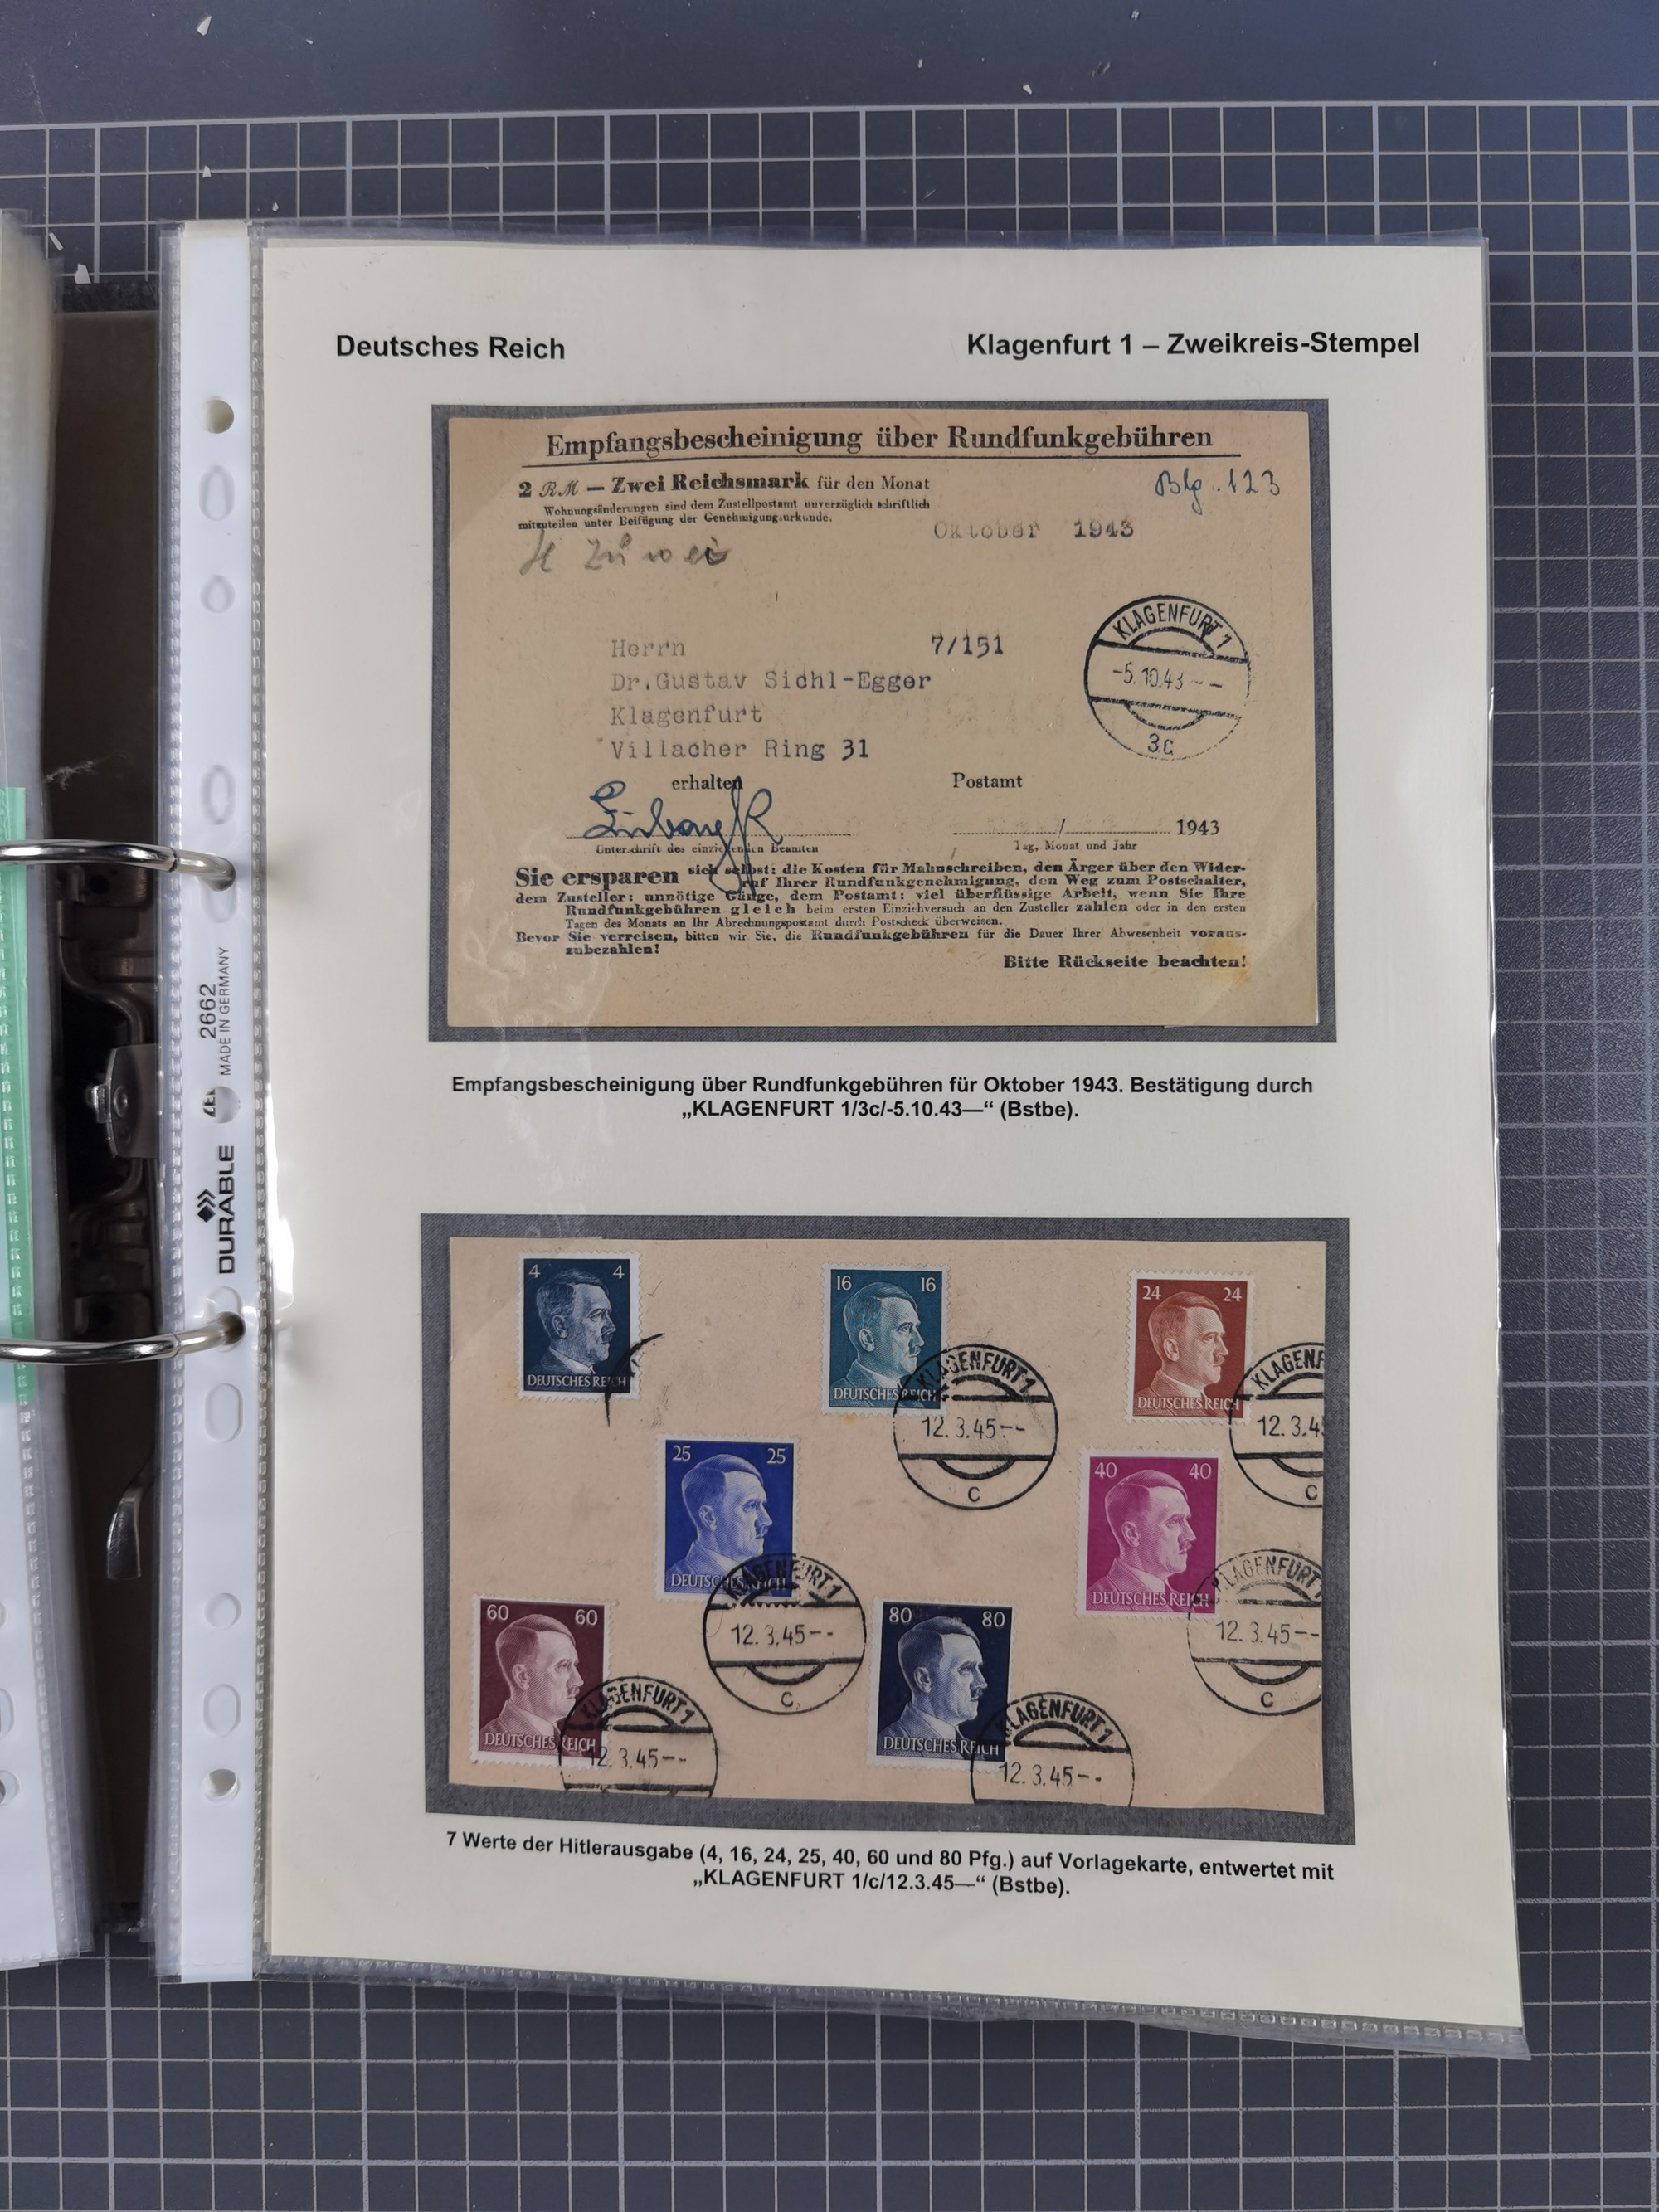 Deutsches Reich
Klagenfurt 1 – Zweikreis-Stempel
Empfangsbescheinigung über Rundfunkgebühren
2 RM — Zwei Reichsmark für den Monat
Blg. 123
Wohnungsänderungen sind dem Zustellpostamt unverzüglich schriftlich
mitzuteilen unter Beifügung der Genehmigungsurkunde.
Oktober 1943
KLAGENFURT 1
-5.10.43--
3c
Herrn
7/151
Dr.Gustav Sichl-Egger
Klagenfurt
Villacher Ring 31
erhalten
Postamt
1943
Unterschrift des einziehenden Beamten
Tag, Monat und Jahr
Sie ersparen sich selbst: die Kosten für Mahnschreiben, den Ärger über den Wider-
ruf Ihrer Rundfunkgenehmigung, den Weg zum Postschalter,
dem Zusteller: unnötige Gänge, dem Postamt: viel überflüssige Arbeit, wenn Sie Ihre
Rundfunkgebühren gleich beim ersten Einziehversuch an den Zusteller zahlen oder in den ersten
Tagen des Monats an Ihr Abrechnungspostamt durch Postscheck überweisen.
Bevor Sie verreisen, bitten wir Sie, die Rundfunkgebühren für die Dauer Ihrer Abwesenheit voraus-
zubezahlen!
Bitte Rückseite beachten!
Empfangsbescheinigung über Rundfunkgebühren für Oktober 1943. Bestätigung durch
„KLAGENFURT 1/3c/-5.10.43—“ (Bstbe).
4 4
DEUTSCHES REICH
16 16
DEUTSCHES REICH
KLAGENFURT 1
12.3.45--
c
24 24
DEUTSCHES REICH
KLAGENF
12.3.45
c
25 25
DEUTSCHES REICH
KLAGENFURT 1
12.3.45--
c
40 40
DEUTSCHES REICH
KLAGENFURT 1
12.3.45--
c
60 60
DEUTSCHES REICH
KLAGENFURT 1
12.3.45--
80 80
DEUTSCHES REICH
KLAGENFURT 1
12.3.45--
7 Werte der Hitlerausgabe (4, 16, 24, 25, 40, 60 und 80 Pfg.) auf Vorlagekarte, entwertet mit
„KLAGENFURT 1/c/12.3.45—“ (Bstbe).
DURABLE
2662
MADE IN GERMANY